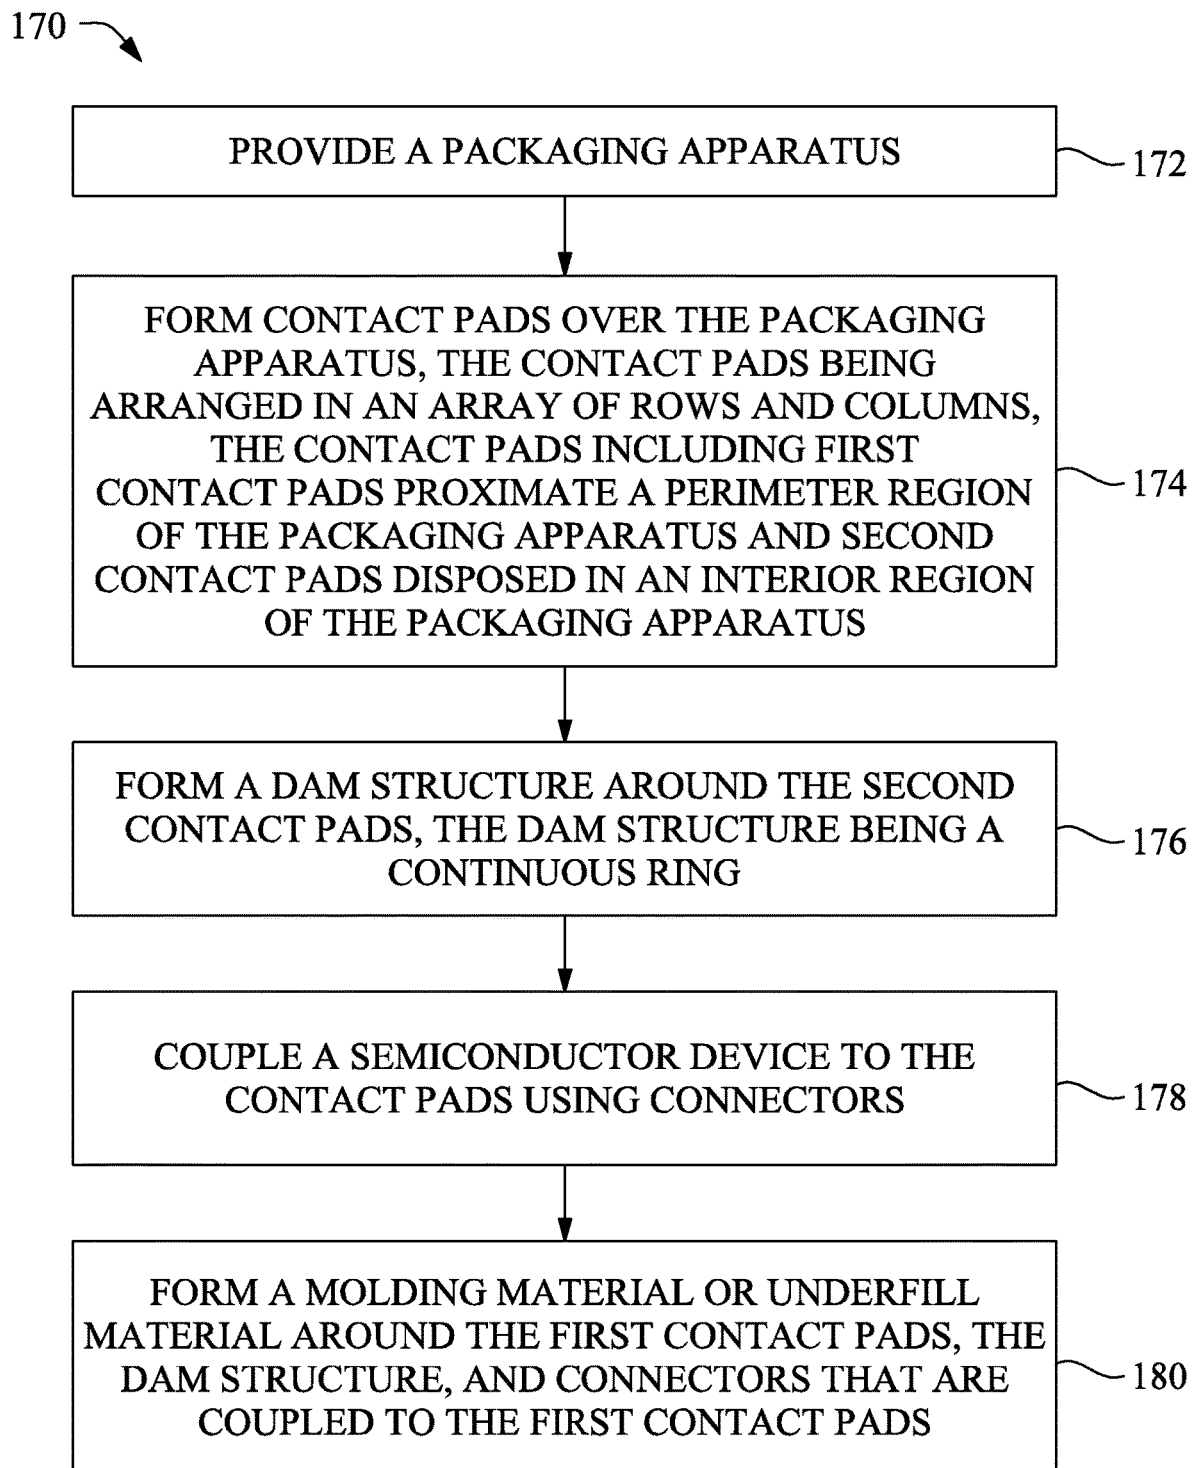 170
PROVIDE A PACKAGING APPARATUS
172
FORM CONTACT PADS OVER THE PACKAGING
APPARATUS, THE CONTACT PADS BEING
ARRANGED IN AN ARRAY OF ROWS AND COLUMNS,
THE CONTACT PADS INCLUDING FIRST
CONTACT PADS PROXIMATE A PERIMETER REGION
OF THE PACKAGING APPARATUS AND SECOND
CONTACT PADS DISPOSED IN AN INTERIOR REGION
OF THE PACKAGING APPARATUS
174
FORM A DAM STRUCTURE AROUND THE SECOND
CONTACT PADS, THE DAM STRUCTURE BEING A
CONTINUOUS RING
176
COUPLE A SEMICONDUCTOR DEVICE TO THE
CONTACT PADS USING CONNECTORS
178
FORM A MOLDING MATERIAL OR UNDERFILL
MATERIAL AROUND THE FIRST CONTACT PADS, THE
DAM STRUCTURE, AND CONNECTORS THAT ARE
COUPLED TO THE FIRST CONTACT PADS
180